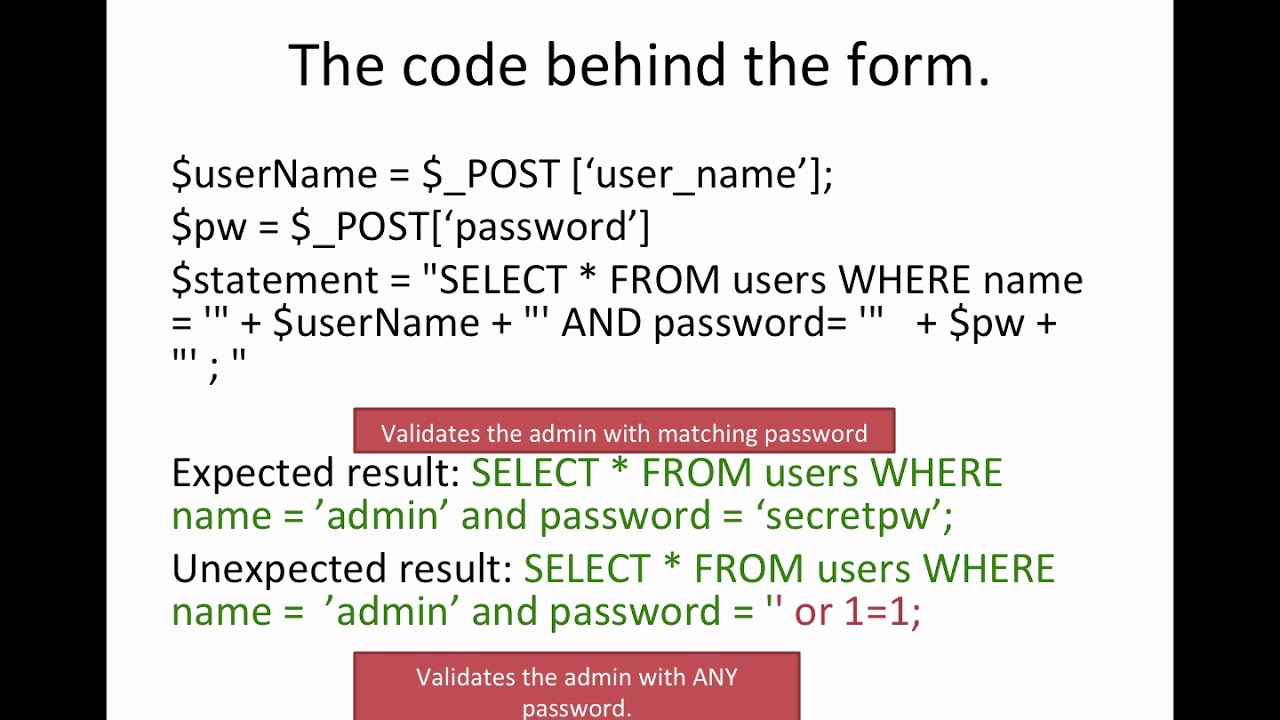 The code behind the form.
$userName = $_POST [‘user_name’];
$pw = $_POST[‘password’]
$statement = "SELECT * FROM users WHERE name
= '" + $userName + "' AND password= '" + $pw +
"' ; "
Validates the admin with matching password
Expected result: SELECT * FROM users WHERE
name = ’admin’ and password = ‘secretpw’;
Unexpected result: SELECT * FROM users WHERE
name = ’admin’ and password = '' or 1=1;
Validates the admin with ANY
password.